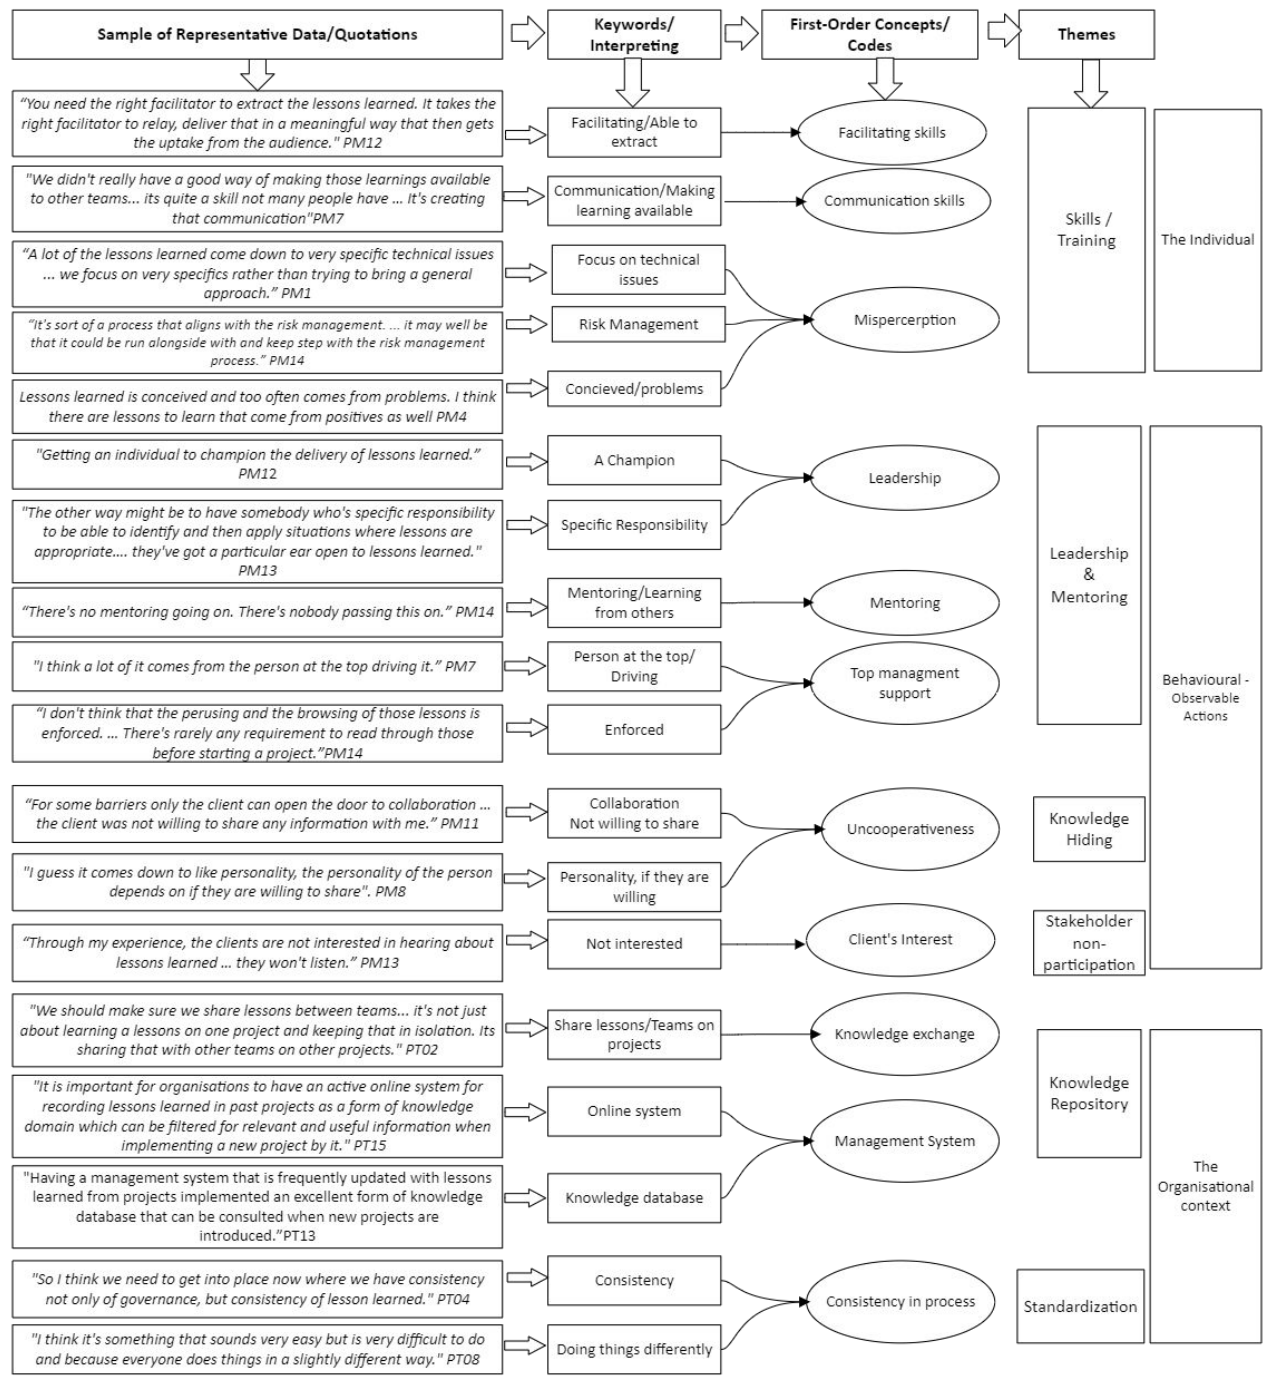 Sample of Representative Data/Quotations
Keywords/
Interpreting
First-Order Concepts/
Codes
Themes
“You need the right facilitator to extract the lessons learned. It takes the
right facilitator to relay, deliver that in a meaningful way that then gets
the uptake from the audience." PM12
Facilitating/Able to
extract
Facilitating skills
"We didn't really have a good way of making those learnings available
to other teams... its quite a skill not many people have ... It's creating
that communication"PM7
Communication/Making
learning available
Communication skills
“A lot of the lessons learned come down to very specific technical issues
... we focus on very specifics rather than trying to bring a general
approach.” PM1
Focus on technical
issues
“It's sort of a process that aligns with the risk management. ... it may well be
that it could be run alongside with and keep step with the risk management
process.” PM14
Risk Management
Lessons learned is conceived and too often comes from problems. I think
there are lessons to learn that come from positives as well PM4
Concieved/problems
Mispercerption
Skills /
Training
The Individual
"Getting an individual to champion the delivery of lessons learned.”
PM12
A Champion
"The other way might be to have somebody who's specific responsibility
to be able to identify and then apply situations where lessons are
appropriate.... they've got a particular ear open to lessons learned."
PM13
Specific Responsibility
Leadership
“There's no mentoring going on. There's nobody passing this on.” PM14
Mentoring/Learning
from others
Mentoring
"I think a lot of it comes from the person at the top driving it.” PM7
Person at the top/
Driving
“I don't think that the perusing and the browsing of those lessons is
enforced. ... There's rarely any requirement to read through those
before starting a project.”PM14
Enforced
Top managment
support
Leadership
&
Mentoring
“For some barriers only the client can open the door to collaboration ...
the client was not willing to share any information with me.” PM11
Collaboration
Not willing to share
"I guess it comes down to like personality, the personality of the person
depends on if they are willing to share". PM8
Personality, if they are
willing
Uncooperativeness
Knowledge
Hiding
“Through my experience, the clients are not interested in hearing about
lessons learned ... they won't listen.” PM13
Not interested
Client's Interest
Stakeholder
non-
participation
Behavioural -
Observable
Actions
"We should make sure we share lessons between teams... it's not just
about learning a lessons on one project and keeping that in isolation. Its
sharing that with other teams on other projects." PT02
Share lessons/Teams on
projects
Knowledge exchange
"It is important for organisations to have an active online system for
recording lessons learned in past projects as a form of knowledge
domain which can be filtered for relevant and useful information when
implementing a new project by it." PT15
Online system
"Having a management system that is frequently updated with lessons
learned from projects implemented an excellent form of knowledge
database that can be consulted when new projects are
introduced.”PT13
Knowledge database
Management System
Knowledge
Repository
"So I think we need to get into place now where we have consistency
not only of governance, but consistency of lesson learned." PT04
Consistency
"I think it's something that sounds very easy but is very difficult to do
and because everyone does things in a slightly different way." PT08
Doing things differently
Consistency in process
Standardization
The
Organisational
context